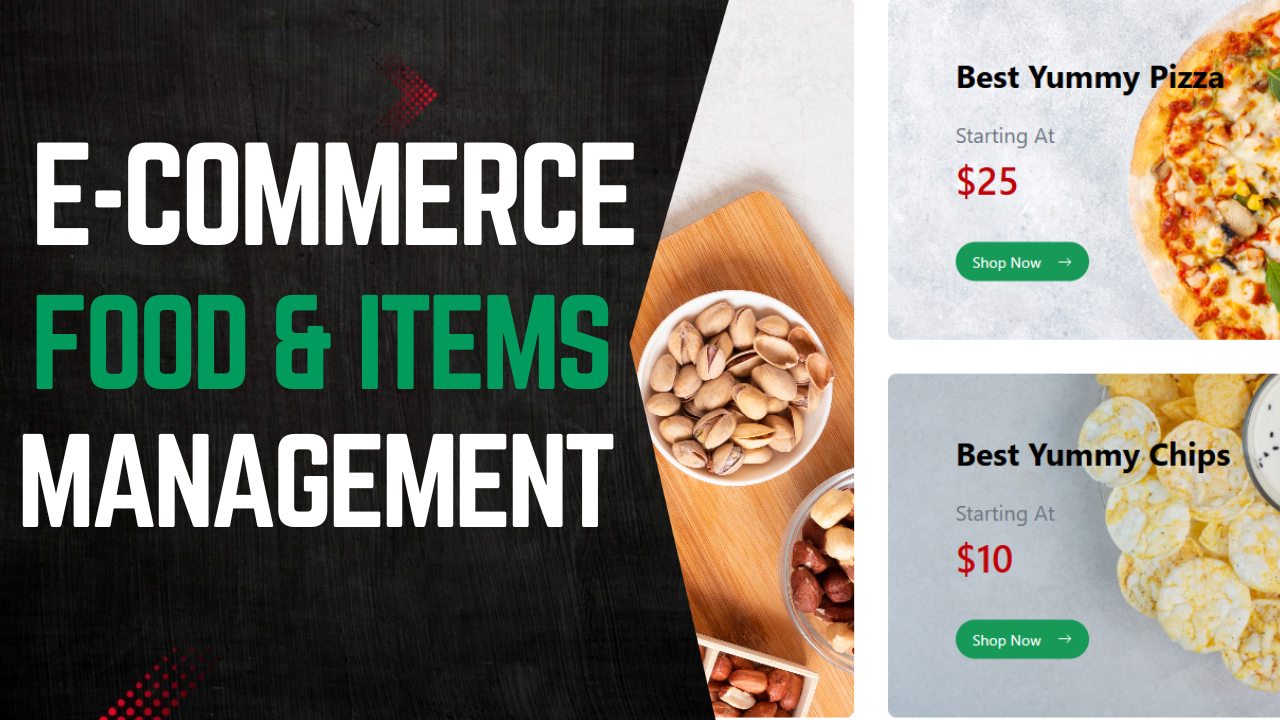 E-COMMERCE
FOOD & ITEMS
MANAGEMENT
Best Yummy Pizza
Starting At
$25
Shop Now →
Best Yummy Chips
Starting At
$10
Shop Now →